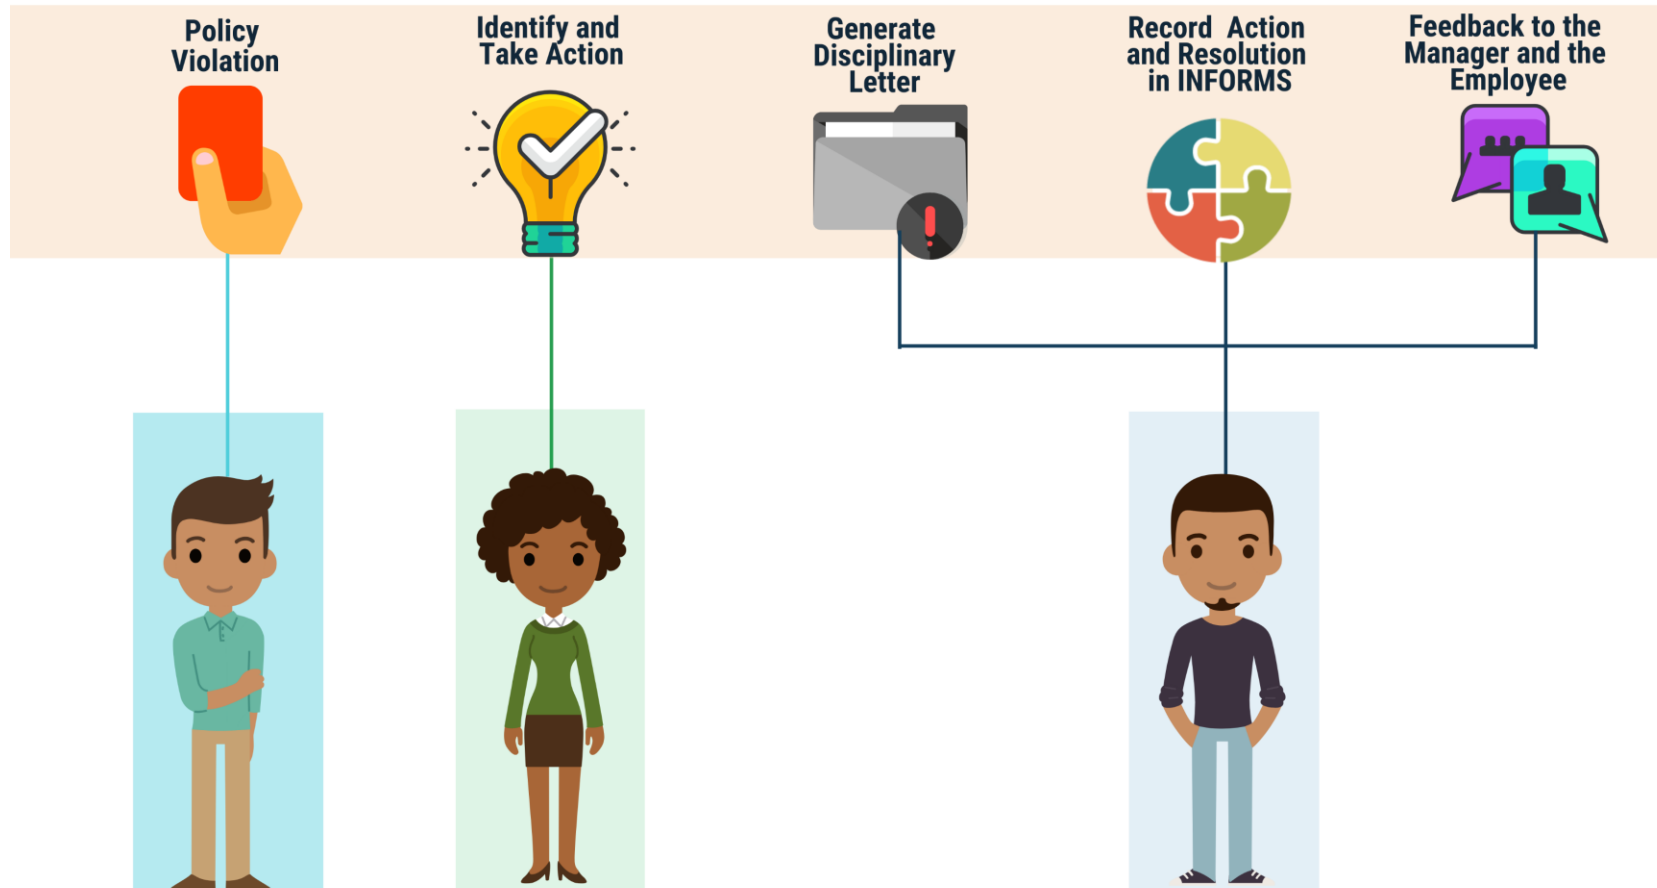 Policy
Violation
Identify and
Take Action
Generate
Disciplinary
Letter
Record Action
and Resolution
in INFORMS
Feedback to the
Manager and the
Employee